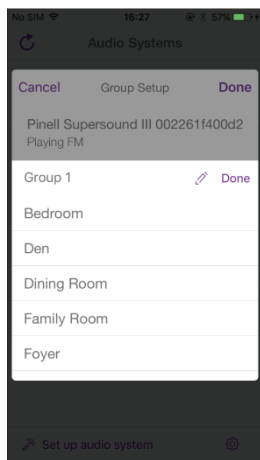 No SIM 16:27 57%
Audio Systems
Cancel Group Setup Done
Pinell Supersound III 002261f400d2
Playing FM
Group 1 Done
Bedroom
Den
Dining Room
Family Room
Foyer
Set up audio system